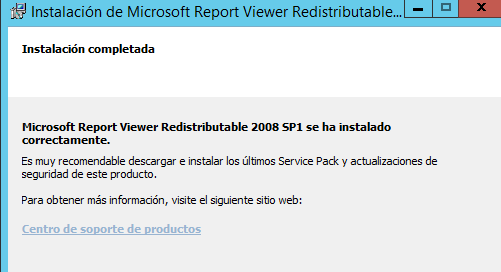 Instalación de Microsoft Report Viewer Redistributable...
Instalación completada
Microsoft Report Viewer Redistributable 2008 SP1 se ha instalado
correctamente.
Es muy recomendable descargar e instalar los últimos Service Pack y actualizaciones de
seguridad de este producto.
Para obtener más información, visite el siguiente sitio web:
Centro de soporte de productos